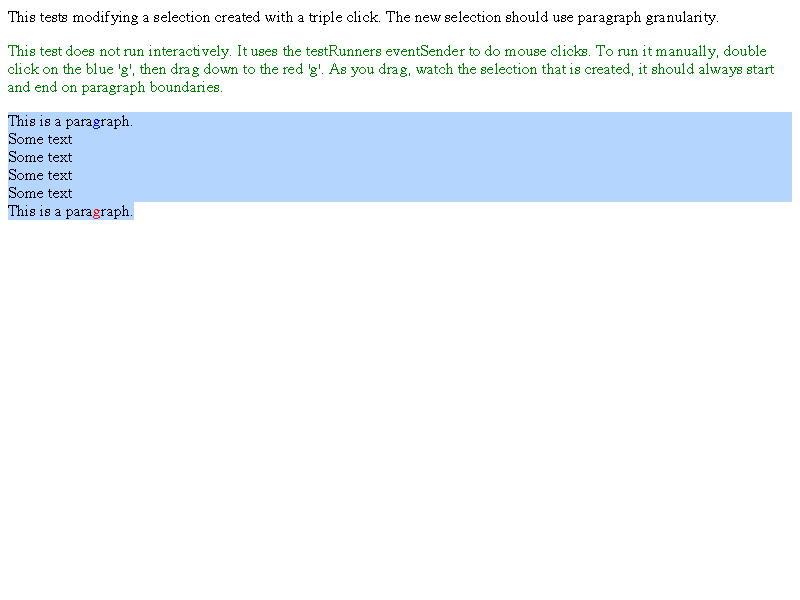 This tests modifying a selection created with a triple click. The new selection should use paragraph granularity.
This test does not run interactively. It uses the testRunners eventSender to do mouse clicks. To run it manually, double
click on the blue 'g', then drag down to the red 'g'. As you drag, watch the selection that is created, it should always start
and end on paragraph boundaries.
This is a paragraph.
Some text
Some text
Some text
Some text
This is a paragraph.